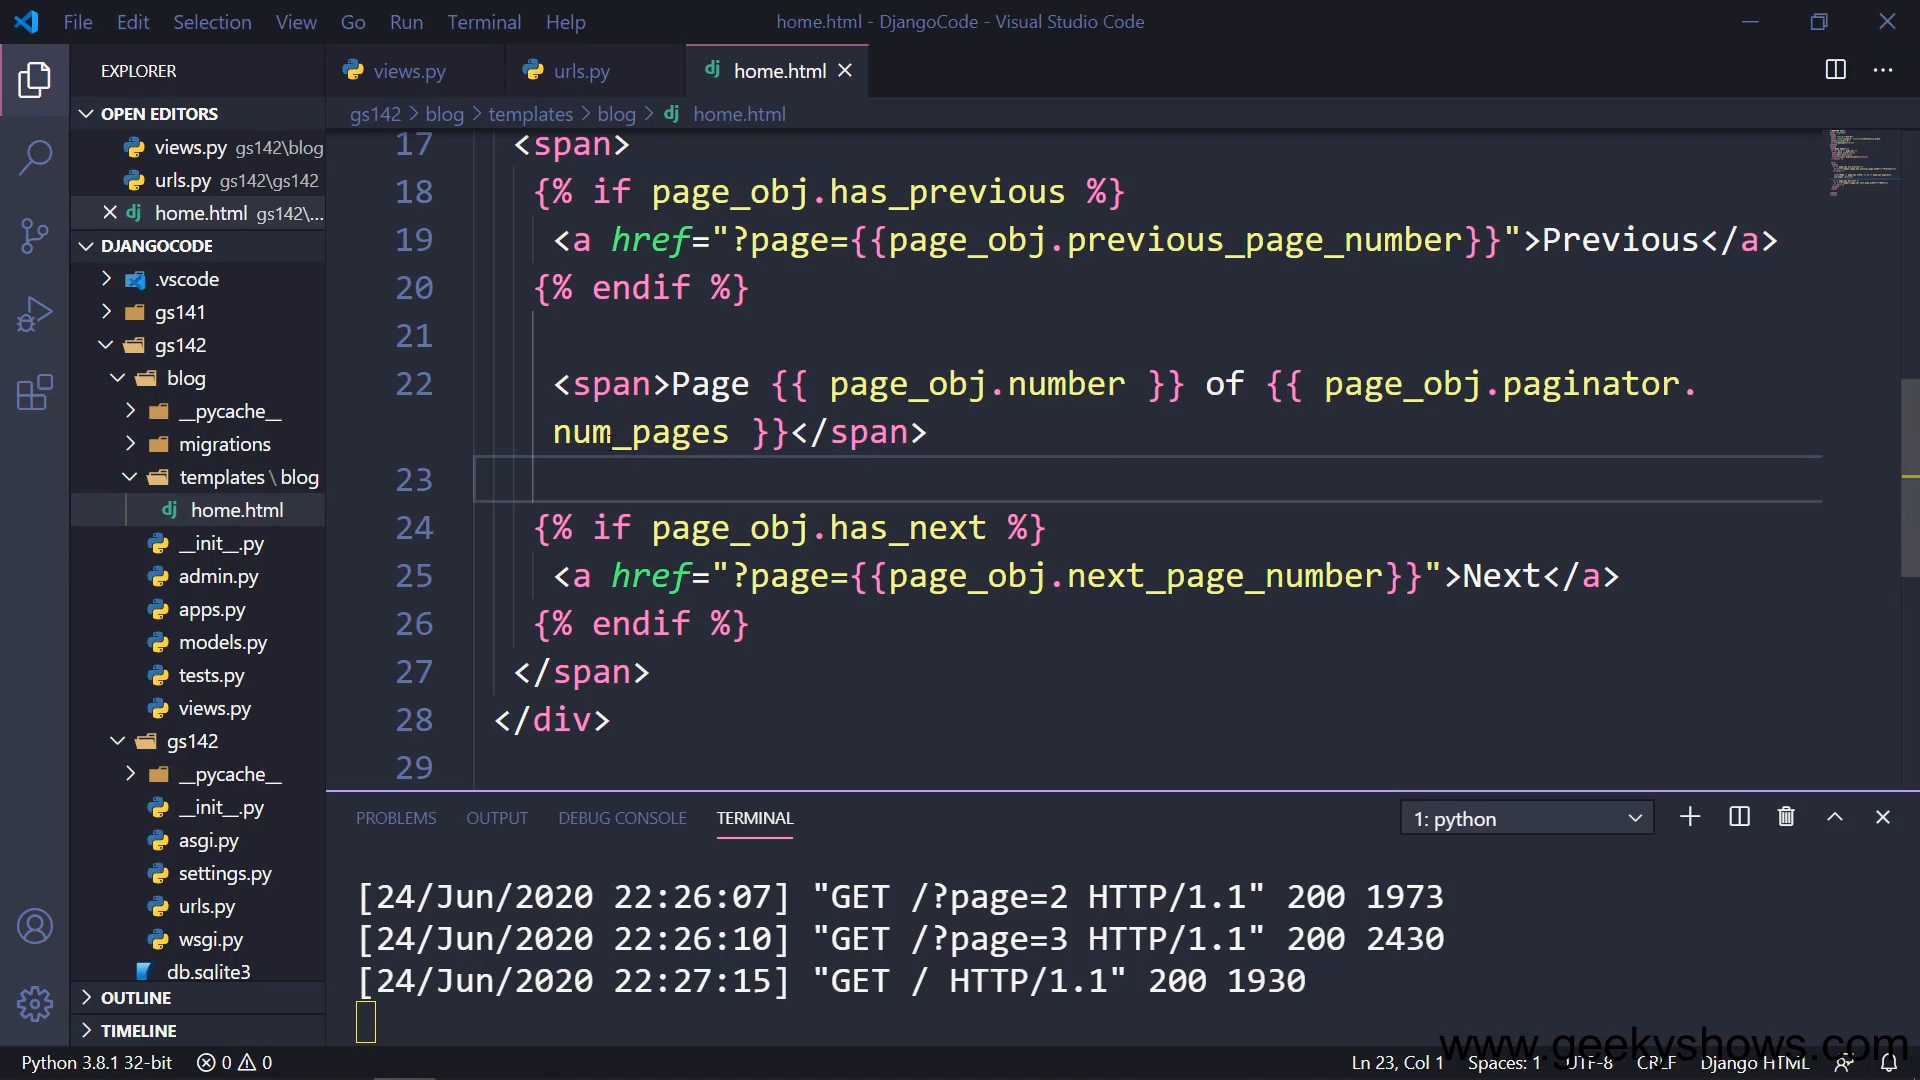 File Edit Selection View Go Run Terminal Help
home.html - DjangoCode - Visual Studio Code
EXPLORER
views.py
urls.py
home.html
OPEN EDITORS
gs142 > blog > templates > blog > dj home.html
views.py gs142\blog
urls.py gs142\gs142
dj home.html gs142\...
DJANGOCODE
.vscode
gs141
gs142
blog
__pycache__
migrations
templates \ blog
dj home.html
__init__.py
admin.py
apps.py
models.py
tests.py
views.py
gs142
__pycache__
__init__.py
asgi.py
settings.py
urls.py
wsgi.py
db.sqlite3
OUTLINE
TIMELINE
17 <span>
18 {% if page_obj.has_previous %}
19 <a href="?page={{page_obj.previous_page_number}}">Previous</a>
20 {% endif %}
21
22 <span>Page {{ page_obj.number }} of {{ page_obj.paginator.
num_pages }}</span>
23
24 {% if page_obj.has_next %}
25 <a href="?page={{page_obj.next_page_number}}">Next</a>
26 {% endif %}
27 </span>
28 </div>
29
PROBLEMS OUTPUT DEBUG CONSOLE TERMINAL
1: python
[24/Jun/2020 22:26:07] "GET /?page=2 HTTP/1.1" 200 1973
[24/Jun/2020 22:26:10] "GET /?page=3 HTTP/1.1" 200 2430
[24/Jun/2020 22:27:15] "GET / HTTP/1.1" 200 1930
www.geekyshows.com
Python 3.8.1 32-bit 0 0
Ln 23, Col 1 Spaces: 1 UTF-8 CRLF Django HTML